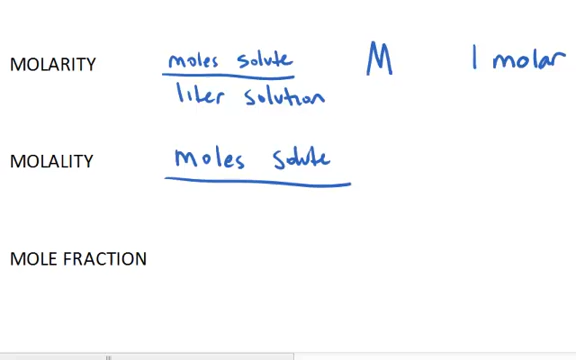 MOLARITY moles solute M 1 molar
liter solution
MOLALITY moles solute
MOLE FRACTION